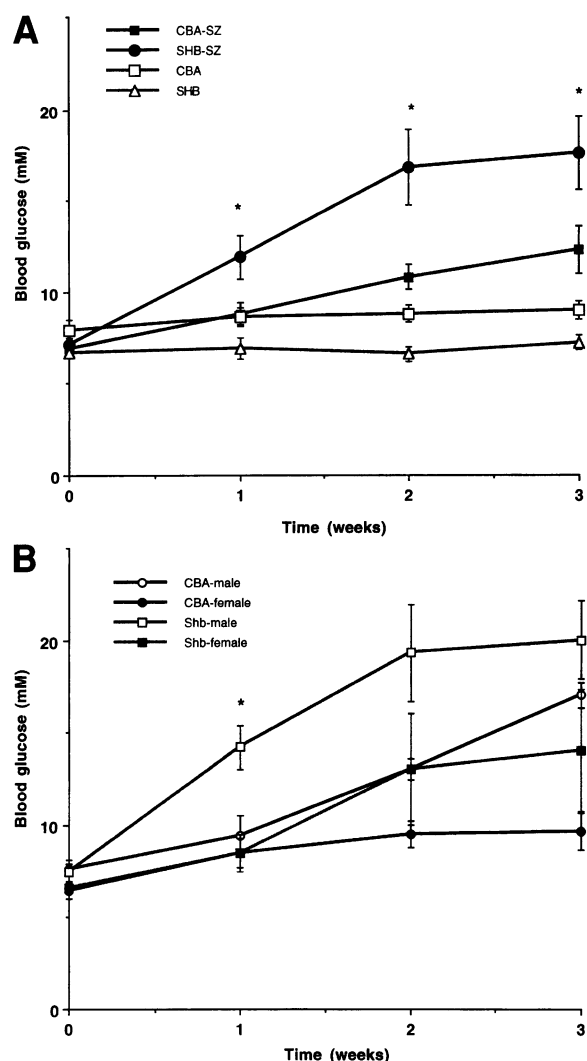 A
CBA-SZ
SHB-SZ
CBA
SHB
Blood glucose (mM)
20
10
0
*
*
*
0 1 2 3
Time (weeks)
B
CBA-male
CBA-female
Shb-male
Shb-female
Blood glucose (mM)
20
10
0
*
0 1 2 3
Time (weeks)